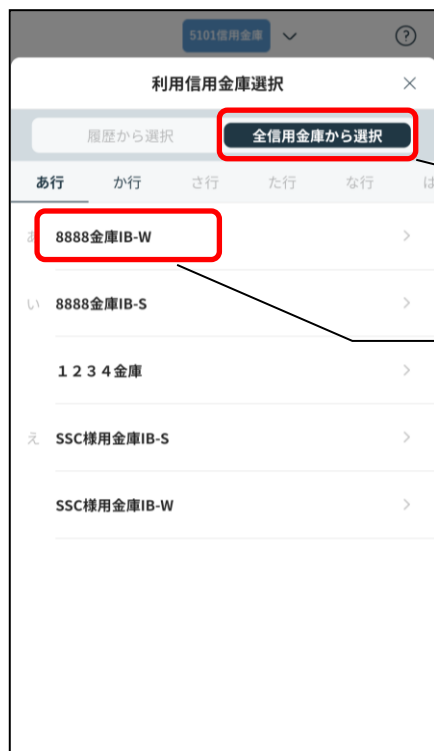 5101信用金庫
?
利用信用金庫選択
履歴から選択 全信用金庫から選択
あ行 か行 さ行 た行 な行 は
あ 8888金庫IB-W
い 8888金庫IB-S
１２３４金庫
え SSC様用金庫IB-S
SSC様用金庫IB-W